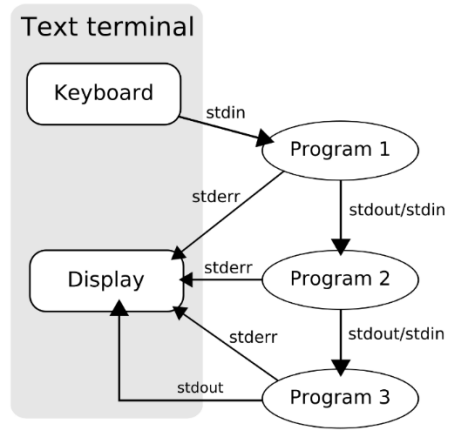 Text terminal
Keyboard
stdin
Program 1
stderr
stdout/stdin
Display
stderr
Program 2
stderr
stdout/stdin
stdout
Program 3